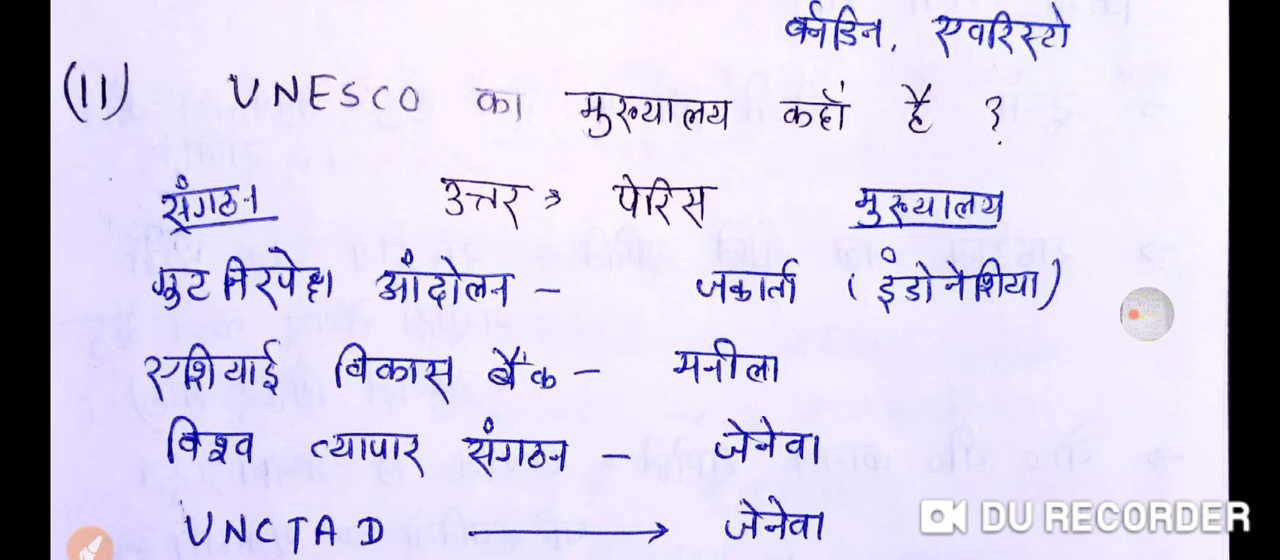 बर्नाडिन, एवरिस्टो
(11) UNESCO का मुख्यालय कहाँ है ?
संगठन उत्तर → पेरिस मुख्यालय
गुट निरपेक्ष आंदोलन - जकार्ता (इंडोनेशिया)
एशियाई विकास बैंक - मनीला
विश्व व्यापार संगठन - जेनेवा
UNCTAD → जेनेवा
DU RECORDER